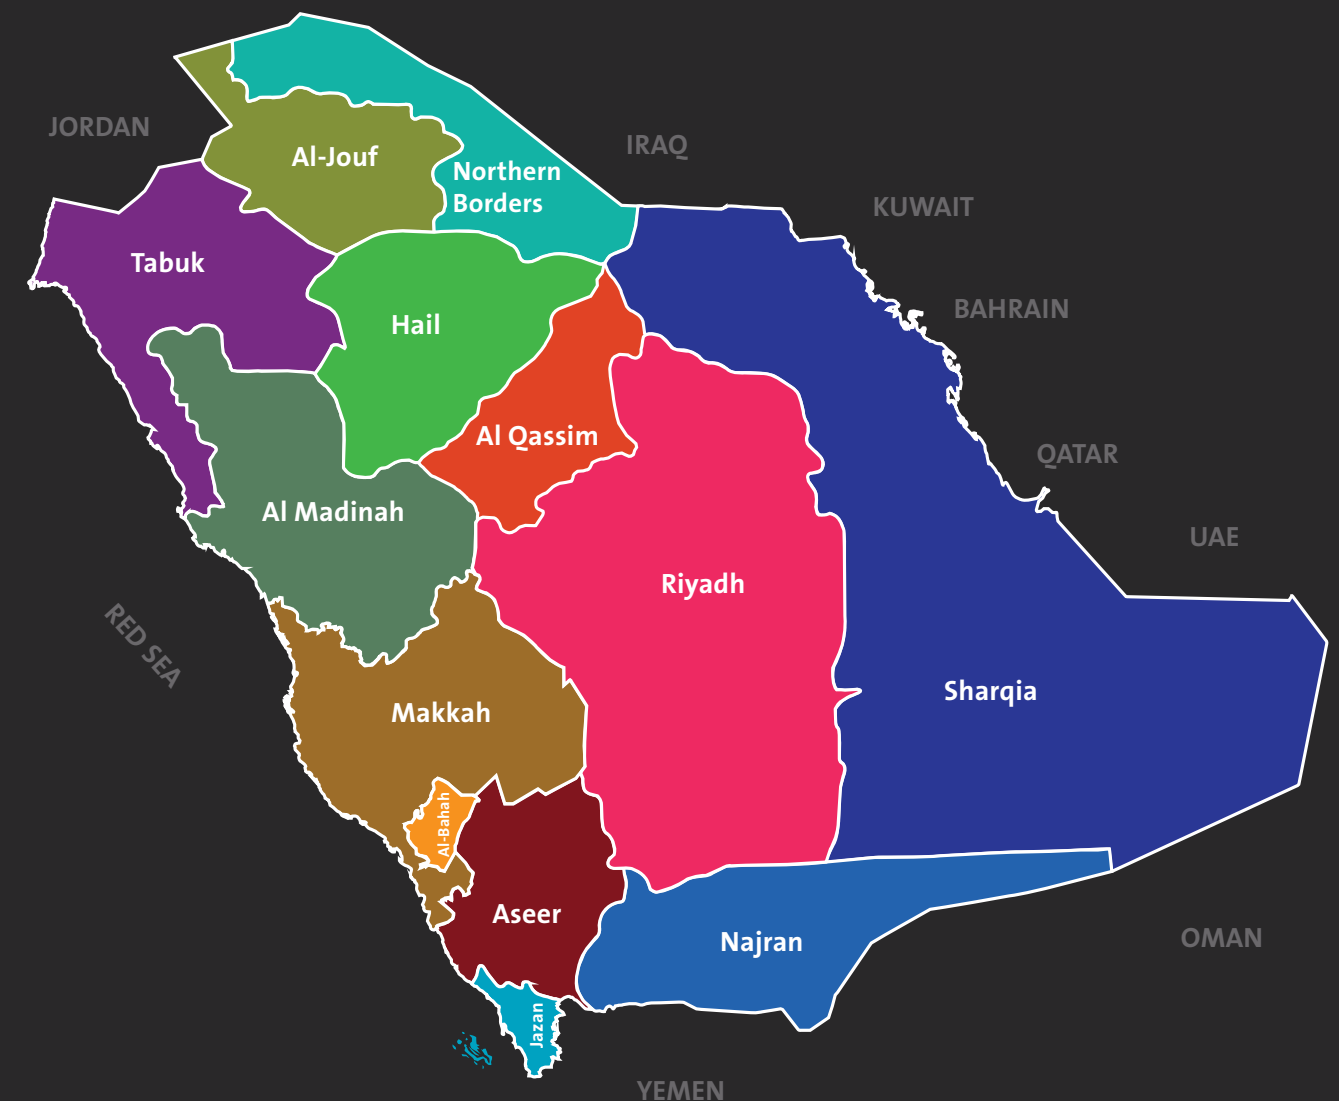 JORDAN
IRAQ
Al-Jouf
Northern
Borders
KUWAIT
Tabuk
BAHRAIN
Hail
Al Qassim
QATAR
Al Madinah
UAE
Riyadh
RED SEA
Sharqia
Makkah
Al-Bahah
Aseer
Najran
OMAN
Jazan
YEMEN